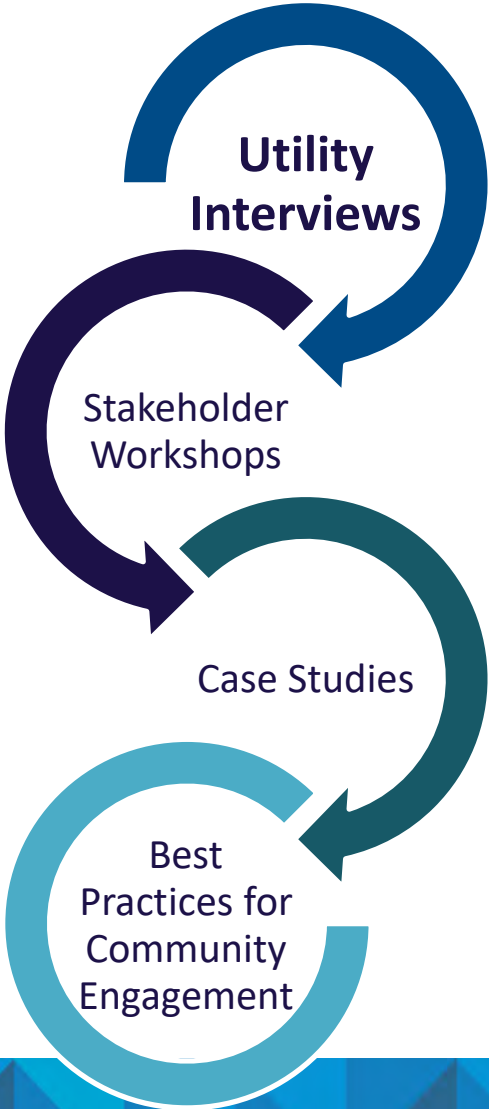 Utility
Interviews
Stakeholder
Workshops
Case Studies
Best
Practices for
Community
Engagement